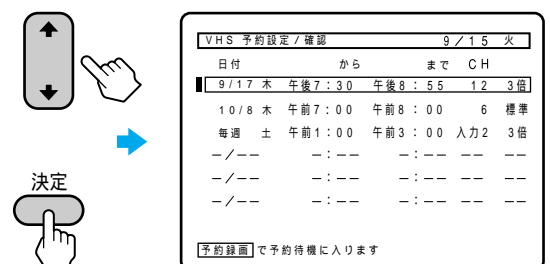 決定
VHS 予約設定/確認 9/15 火
日付 から まで CH
9/17 木 午後7:30 午後8:55 12 3倍
10/8 木 午前7:00 午前8:00 6 標準
毎週 土 午前1:00 午前3:00 入力2 3倍
–/–– –:–– –:–– –– ––
–/–– –:–– –:–– –– ––
–/–– –:–– –:–– –– ––
予約録画 で予約待機に入ります